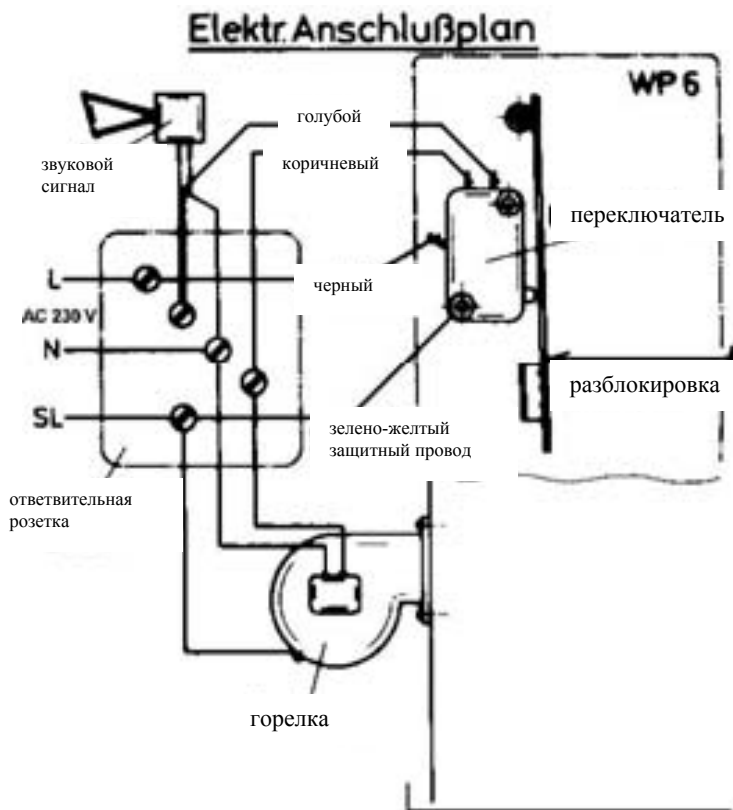 Elektr. Anschlußplan
WP 6
голубой
звуковой
сигнал
коричневый
переключатель
L
черный
AC 230 V
N
разблокировка
SL
зелено-желтый
защитный провод
ответвительная
розетка
горелка